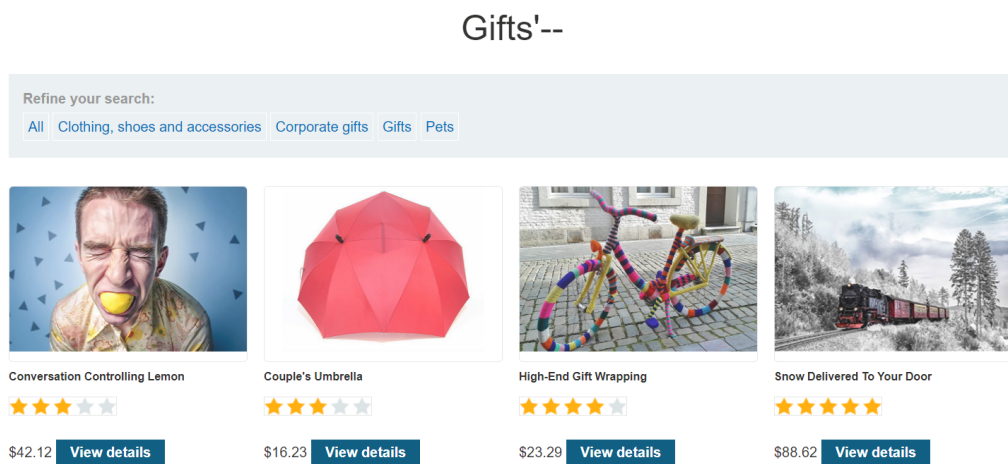 Gifts'--
Refine your search:
All Clothing, shoes and accessories Corporate gifts Gifts Pets
Conversation Controlling Lemon Couple's Umbrella High-End Gift Wrapping Snow Delivered To Your Door
$42.12 View details $16.23 View details $23.29 View details $88.62 View details